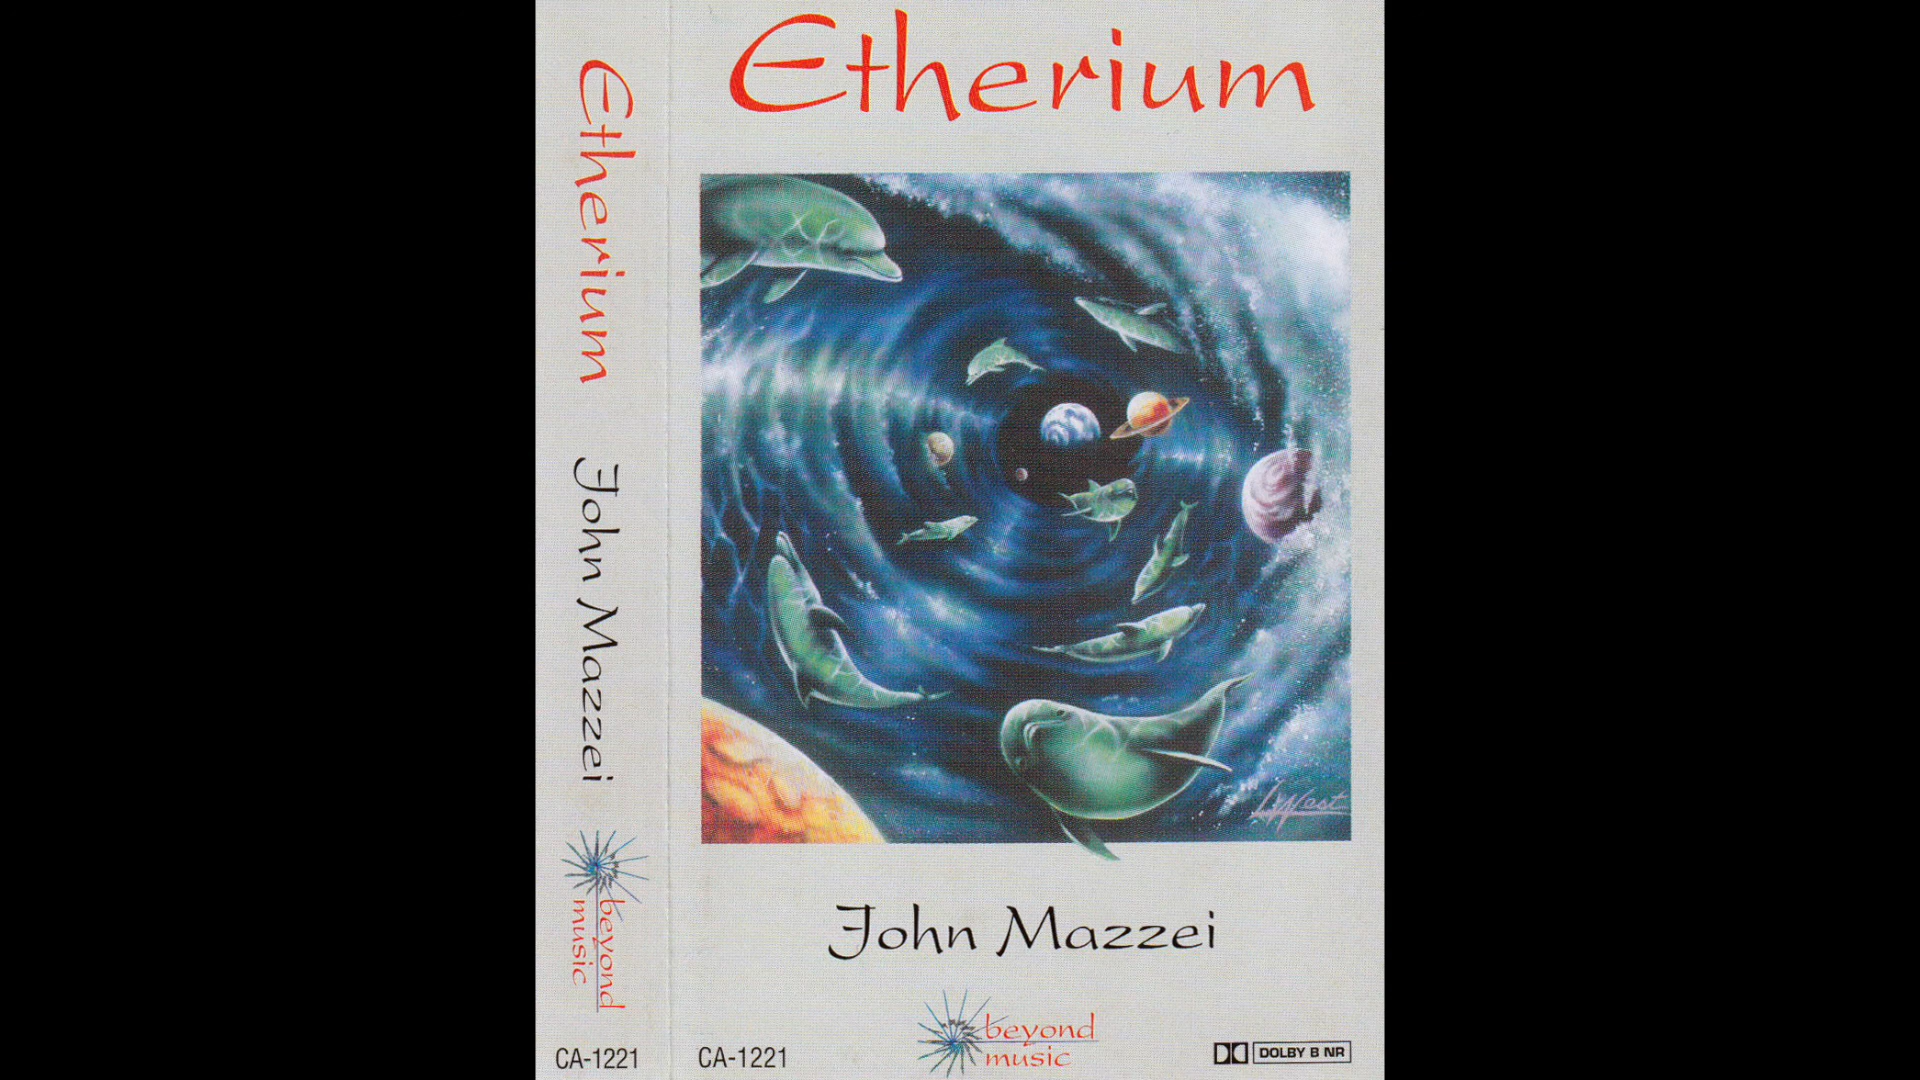 Etherium
John Mazzei
beyond
music
CA-1221
Etherium
John Mazzei
beyond
music
CA-1221
DOLBY B NR